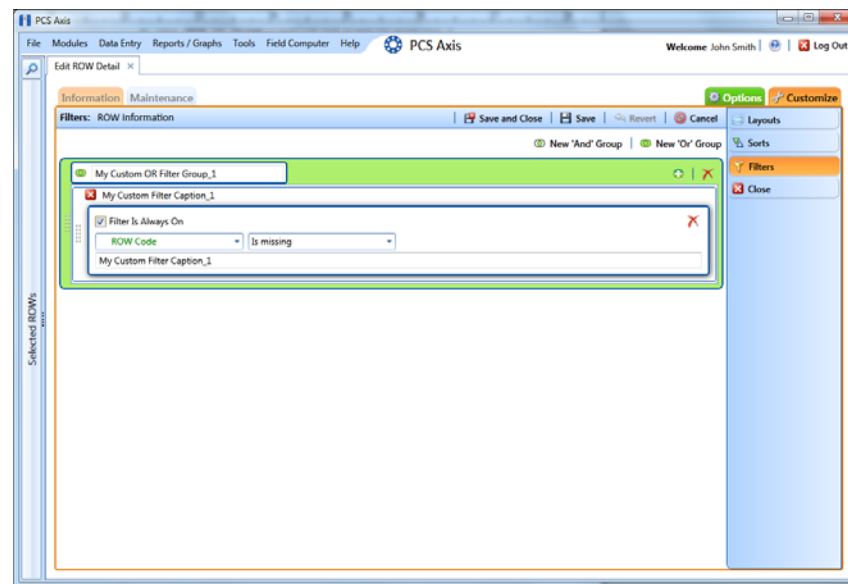 PCS Axis
File Modules Data Entry Reports / Graphs Tools Field Computer Help PCS Axis Welcome John Smith | | Log Out
Edit ROW Detail ×
Information Maintenance Options Customize
Filters: ROW Information | Save and Close | Save | Revert | Cancel
Layouts
New 'And' Group | New 'Or' Group
Sorts
Filters
My Custom OR Filter Group_1
Close
My Custom Filter Caption_1
Filter Is Always On
ROW Code Is missing
My Custom Filter Caption_1
Selected ROWs